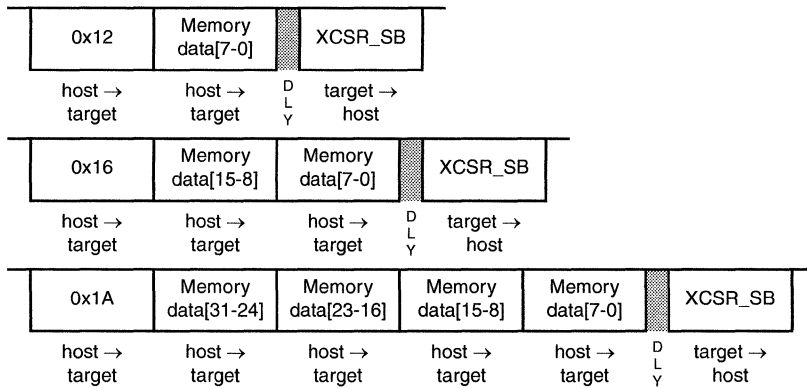 0x12 Memory data[7-0] XCSR_SB
host → target host → target D L Y target → host
0x16 Memory data[15-8] Memory data[7-0] XCSR_SB
host → target host → target host → target D L Y target → host
0x1A Memory data[31-24] Memory data[23-16] Memory data[15-8] Memory data[7-0] XCSR_SB
host → target host → target host → target host → target host → target D L Y target → host